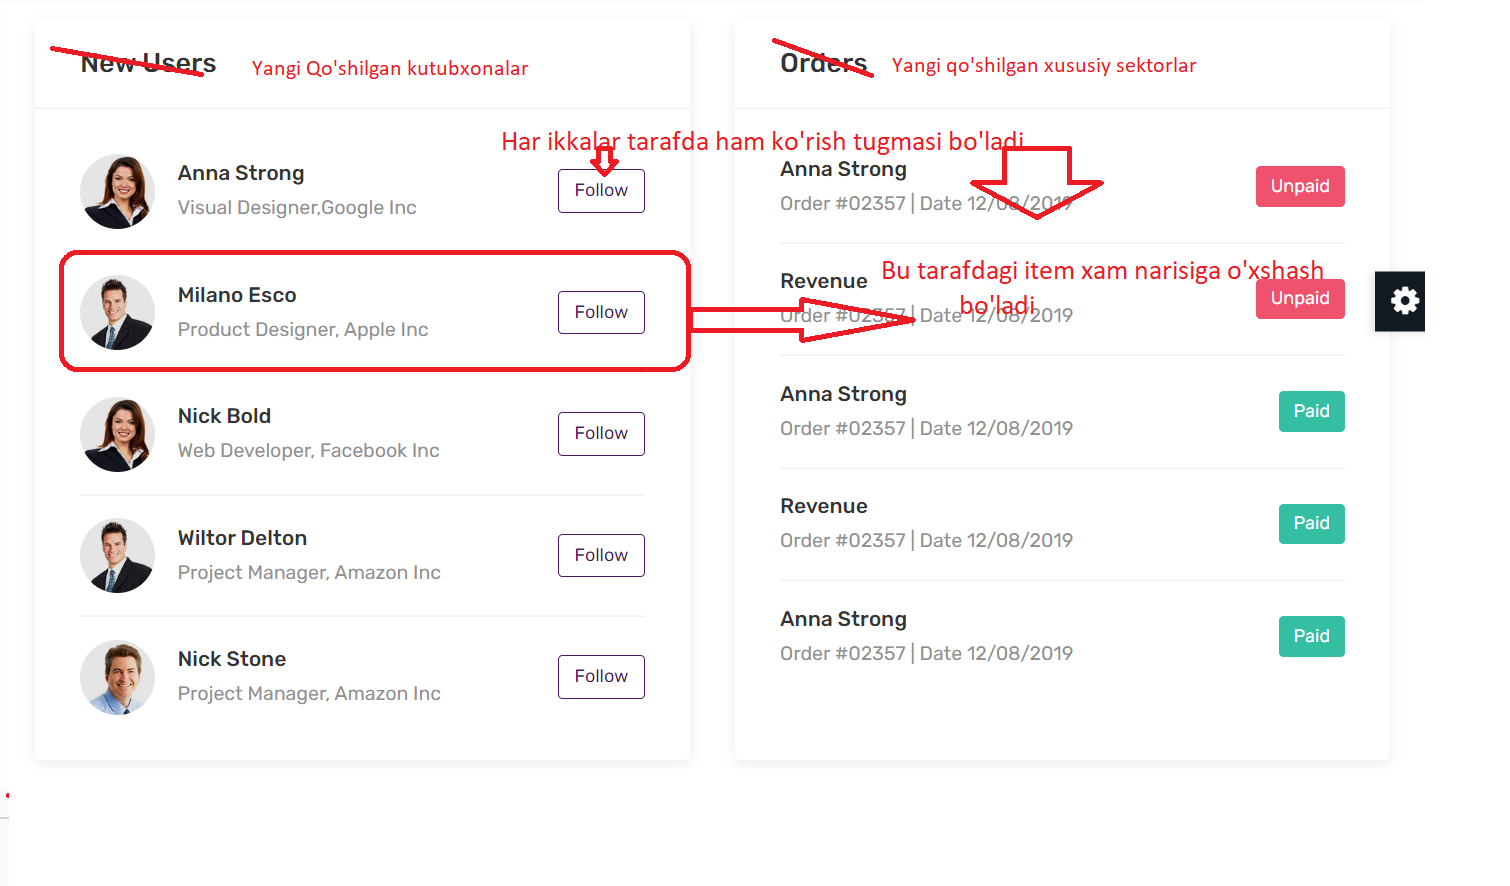 New Users
Yangi Qo'shilgan kutubxonalar
Orders
Yangi qo'shilgan xususiy sektorlar
Har ikkalar tarafda ham ko'rish tugmasi bo'ladi
Anna Strong
Visual Designer,Google Inc
Follow
Milano Esco
Product Designer, Apple Inc
Follow
Nick Bold
Web Developer, Facebook Inc
Follow
Wiltor Delton
Project Manager, Amazon Inc
Follow
Nick Stone
Project Manager, Amazon Inc
Follow
Anna Strong
Order #02357 | Date 12/08/2019
Unpaid
Bu tarafdagi item xam narisiga o'xshash
bo'ladi
Revenue
Order #02357 | Date 12/08/2019
Unpaid
Anna Strong
Order #02357 | Date 12/08/2019
Paid
Revenue
Order #02357 | Date 12/08/2019
Paid
Anna Strong
Order #02357 | Date 12/08/2019
Paid